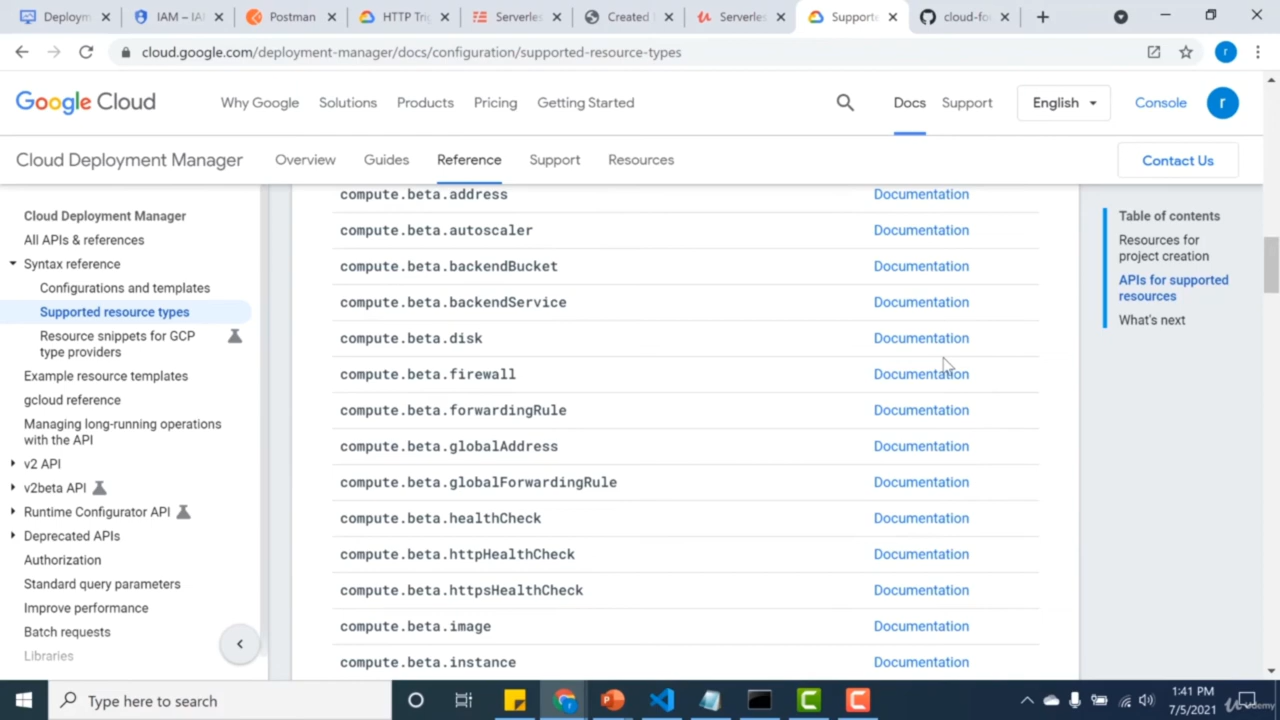 Deploym
IAM – IA
Postman
HTTP Tri
Serverles
Created
Serverles
Supporte
cloud-fo
cloud.google.com/deployment-manager/docs/configuration/supported-resource-types
r
Google Cloud
Why Google
Solutions
Products
Pricing
Getting Started
Docs
Support
English
Console
r
Cloud Deployment Manager
Overview
Guides
Reference
Support
Resources
Contact Us
Cloud Deployment Manager
All APIs & references
Syntax reference
Configurations and templates
Supported resource types
Resource snippets for GCP
type providers
Example resource templates
gcloud reference
Managing long-running operations
with the API
v2 API
v2beta API
Runtime Configurator API
Deprecated APIs
Authorization
Standard query parameters
Improve performance
Batch requests
Libraries
compute.beta.address Documentation
compute.beta.autoscaler Documentation
compute.beta.backendBucket Documentation
compute.beta.backendService Documentation
compute.beta.disk Documentation
compute.beta.firewall Documentation
compute.beta.forwardingRule Documentation
compute.beta.globalAddress Documentation
compute.beta.globalForwardingRule Documentation
compute.beta.healthCheck Documentation
compute.beta.httpHealthCheck Documentation
compute.beta.httpsHealthCheck Documentation
compute.beta.image Documentation
compute.beta.instance Documentation
Table of contents
Resources for
project creation
APIs for supported
resources
What's next
Type here to search
1:41 PM
7/5/2021
Udemy